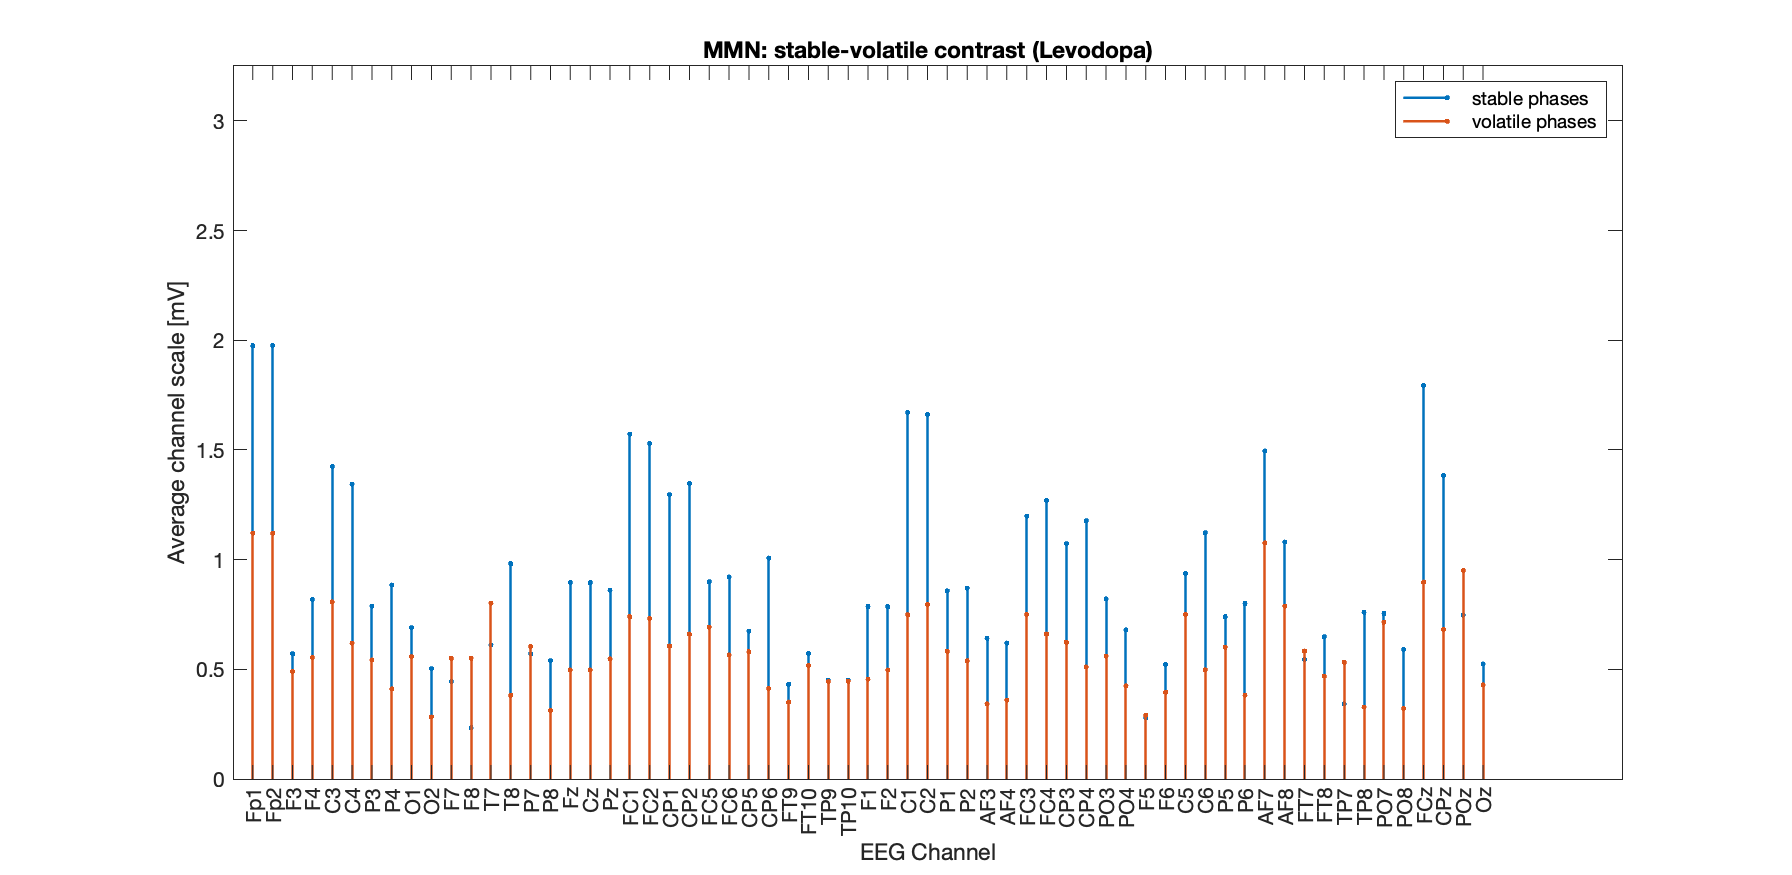 MMN: stable-volatile contrast (Levodopa)
stable phases
volatile phases
Average channel scale [mV]
3
2.5
2
1.5
1
0.5
0
Fp1 Fp2 F3 F4 C3 C4 P3 P4 O1 O2 F7 F8 T7 T8 P7 P8 Fz Cz Pz FC1 FC2 CP1 CP2 FC5 FC6 CP5 CP6 FT9 FT10 TP9 TP10 F1 F2 C1 C2 P1 P2 AF3 AF4 FC3 FC4 CP3 CP4 PO3 PO4 F5 F6 C5 C6 P5 P6 AF7 AF8 FT7 FT8 TP7 TP8 PO7 PO8 FCz CPz POz Oz
EEG Channel